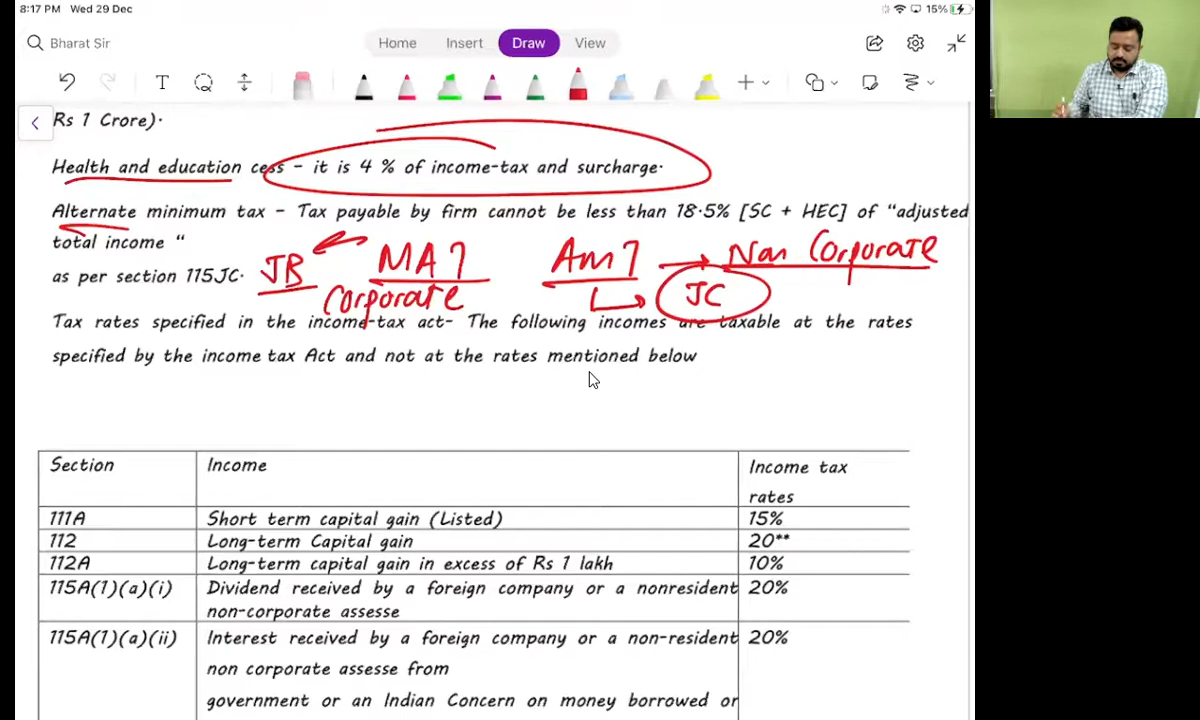 8:17 PM Wed 29 Dec
15%
Bharat Sir
Home Insert Draw View
Rs 1 Crore).
Health and education cess - it is 4 % of income-tax and surcharge.
Alternate minimum tax - Tax payable by firm cannot be less than 18.5% [SC + HEC] of "adjusted
total income "
JB MAT AMT Non Corporate
as per section 115JC.
Corporate JC
Tax rates specified in the income-tax act- The following incomes are taxable at the rates
specified by the income tax Act and not at the rates mentioned below
Section Income Income tax
rates
111A Short term capital gain (Listed) 15%
112 Long-term Capital gain 20**
112A Long-term capital gain in excess of Rs 1 lakh 10%
115A(1)(a)(i) Dividend received by a foreign company or a nonresident 20%
non-corporate assesse
115A(1)(a)(ii) Interest received by a foreign company or a non-resident 20%
non corporate assesse from
government or an Indian Concern on money borrowed or